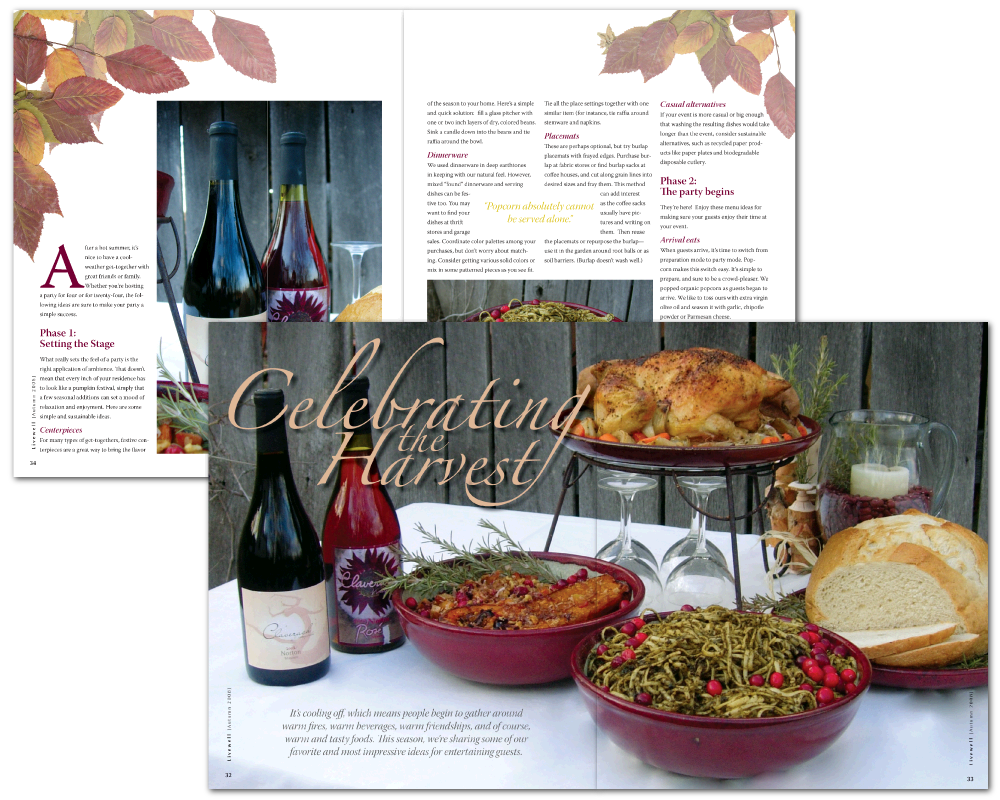 of the season to your home. Here's a simple
and quick solution: fill a glass pitcher with
one or two inch layers of dry, colored beans.
Sink a candle down into the beans and tie
raffia around the bowl.
Dinnerware
We used dinnerware in deep earthtones
in keeping with our natural feel. However,
mixed "found" dinnerware and serving
dishes can be fes-
tive too. You may
want to find your
dishes at thrift
stores and garage
sales. Coordinate color palettes among your
purchases, but don't worry about match-
ing. Consider getting various solid colors or
mix in some patterned pieces as you see fit.
"Popcorn absolutely cannot
be served alone."
Tie all the place settings together with one
similar item (for instance, tie raffia around
stemware and napkins.
Placemats
These are perhaps optional, but try burlap
placemats with frayed edges. Purchase bur-
lap at fabric stores or find burlap sacks at
coffee houses, and cut along grain lines into
desired sizes and fray them. This method
can add interest
as the coffee sacks
usually have pic-
tures and writing on
them. Then reuse
the placemats or repurpose the burlap—
use it in the garden around root balls or as
soil barriers. (Burlap doesn't wash well.)
Casual alternatives
If your event is more casual or big enough
that washing the resulting dishes would take
longer than the event, consider sustainable
alternatives, such as recycled paper prod-
ucts like paper plates and biodegradable
disposable cutlery.
Phase 2:
The party begins
They're here! Enjoy these menu ideas for
making sure your guests enjoy their time at
your event.
Arrival eats
When guests arrive, it's time to switch from
preparation mode to party mode. Pop-
corn makes this switch easy. It's simple to
prepare, and sure to be a crowd-pleaser. We
popped organic popcorn as guests began to
arrive. We like to toss ours with extra virgin
olive oil and season it with garlic, chipotle
powder or Parmesan cheese.
After a hot summer, it's
nice to have a cool-
weather get-together with
great friends or family.
Whether you're hosting
a party for four or for twenty-four, the fol-
lowing ideas are sure to make your party a
simple success.
Phase 1:
Setting the Stage
What really sets the feel of a party is the
right application of ambience. That doesn't
mean that every inch of your residence has
to look like a pumpkin festival, simply that
a few seasonal additions can set a mood of
relaxation and enjoyment. Here are some
simple and sustainable ideas.
Centerpieces
For many types of get-togethers, festive cen-
terpieces are a great way to bring the flavor
Livewell (Autumn 2008)
34
Celebrating
the
Harvest
Claverach
Norton
Claverach
Rosé
It's cooling off, which means people begin to gather around
warm fires, warm beverages, warm friendships, and of course,
warm and tasty foods. This season, we're sharing some of our
favorite and most impressive ideas for entertaining guests.
Livewell (Autumn 2008)
32
Livewell (Autumn 2008)
33